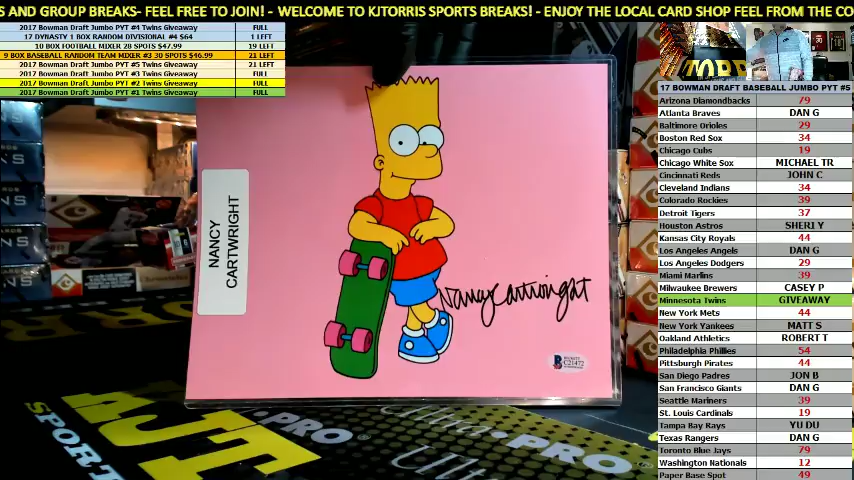 S AND GROUP BREAKS- FEEL FREE TO JOIN! - WELCOME TO KJTORRIS SPORTS BREAKS! - ENJOY THE LOCAL CARD SHOP FEEL FROM THE CO
2017 Bowman Draft Jumbo PYT #4 Twins Giveaway FULL
17 DYNASTY 1 BOX RANDOM DIVISIONAL #4 $64 1 LEFT
10 BOX FOOTBALL MIXER 28 SPOTS $47.99 19 LEFT
9 BOX BASEBALL RANDOM TEAM MIXER #3 30 SPOTS $46.99 21 LEFT
2017 Bowman Draft Jumbo PYT #5 Twins Giveaway 21 LEFT
2017 Bowman Draft Jumbo PYT #3 Twins Giveaway FULL
2017 Bowman Draft Jumbo PYT #2 Twins Giveaway FULL
2017 Bowman Draft Jumbo PYT #1 Twins Giveaway FULL
17 BOWMAN DRAFT BASEBALL JUMBO PYT #5
Arizona Diamondbacks 79
Atlanta Braves DAN G
Baltimore Orioles 29
Boston Red Sox 34
Chicago Cubs 19
Chicago White Sox MICHAEL TR
Cincinnati Reds JOHN C
Cleveland Indians 34
Colorado Rockies 39
Detroit Tigers 37
Houston Astros SHERI Y
Kansas City Royals 44
Los Angeles Angels DAN G
Los Angeles Dodgers 29
Miami Marlins 39
Milwaukee Brewers CASEY P
Minnesota Twins GIVEAWAY
New York Mets 44
New York Yankees MATT S
Oakland Athletics ROBERT T
Philadelphia Phillies 54
Pittsburgh Pirates 44
San Diego Padres JON B
San Francisco Giants DAN G
Seattle Mariners 39
St. Louis Cardinals 19
Tampa Bay Rays YU DU
Texas Rangers DAN G
Toronto Blue Jays 79
Washington Nationals 12
Paper Base Spot 49
NANCY
CARTWRIGHT
Nancy Cartwright
BECKETT
C21472
PRO
Ultra PRO
SPORT
KJT